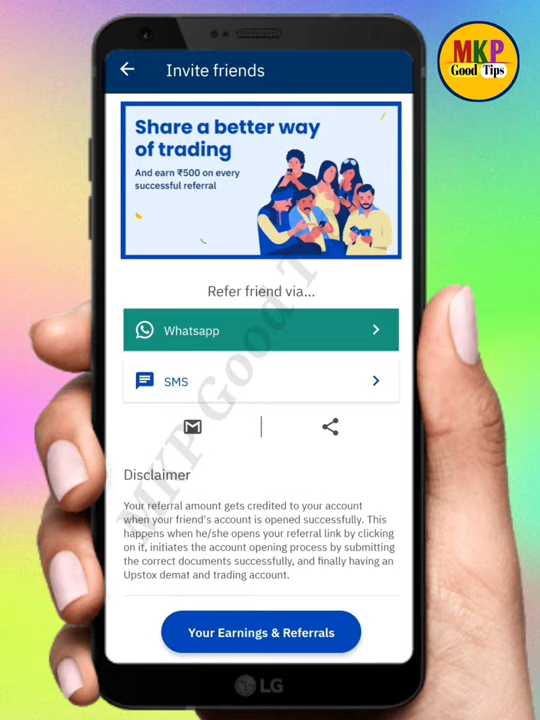 MKP
Good Tips
Invite friends
Share a better way
of trading
And earn ₹500 on every
successful referral
Refer friend via...
Whatsapp
SMS
Disclaimer
Your referral amount gets credited to your account
when your friend's account is opened successfully. This
happens when he/she opens your referral link by clicking
on it, initiates the account opening process by submitting
the correct documents successfully, and finally having an
Upstox demat and trading account.
Your Earnings & Referrals
LG
MKP Good T